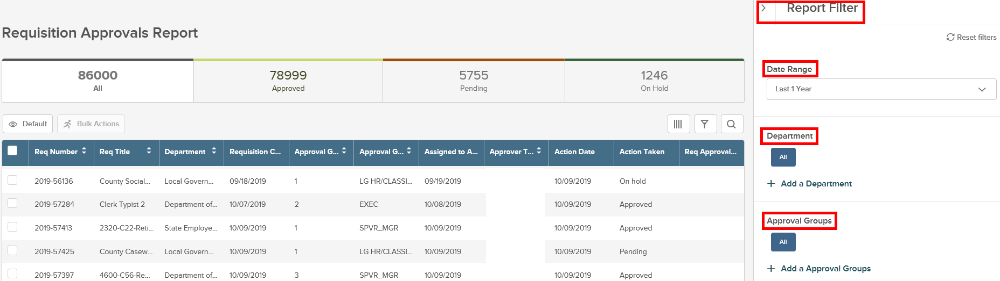 Report Filter
Requisition Approvals Report
Reset filters
86000
All
78999
Approved
5755
Pending
1246
On Hold
Date Range
Last 1 Year
Default
Bulk Actions
Department
All
Add a Department
Approval Groups
All
Add a Approval Groups
Req Number Req Title Department Requisition C... Approval G... Approval G... Assigned to A... Approver T... Action Date Action Taken Req Approval...
2019-56136 County Social... Local Govern... 09/18/2019 1 LG HR/CLASSI... 09/19/2019 10/09/2019 On hold
2019-57284 Clerk Typist 2 Department of... 10/07/2019 2 EXEC 10/08/2019 10/09/2019 Approved
2019-57413 2320-C22-Reti... State Employe... 10/09/2019 1 SPVR_MGR 10/09/2019 10/09/2019 Approved
2019-57425 County Casew... Local Govern... 10/09/2019 1 LG HR/CLASSI... 10/09/2019 10/09/2019 Pending
2019-57397 4600-C56-Re... Department of... 10/09/2019 3 SPVR_MGR 10/09/2019 10/09/2019 Approved